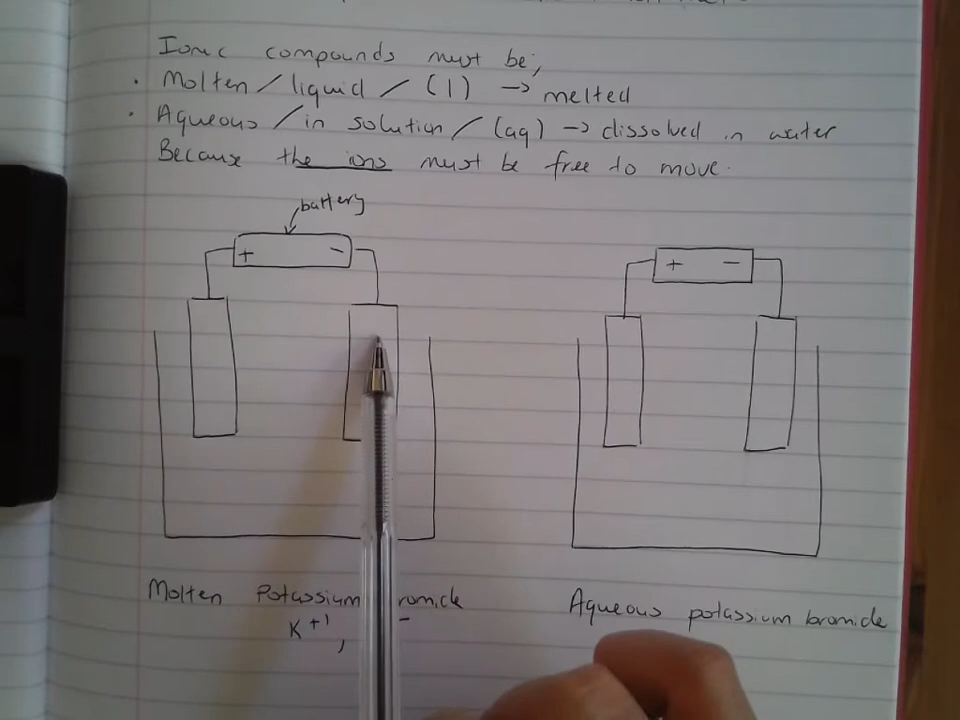 Ionic compounds must be;
• Molten / liquid / (l) → melted
• Aqueous / in solution / (aq) → dissolved in water
Because the ions must be free to move.
battery
+ −
+ −
Molten Potassium romide
Aqueous potassium bromide
K+1, −